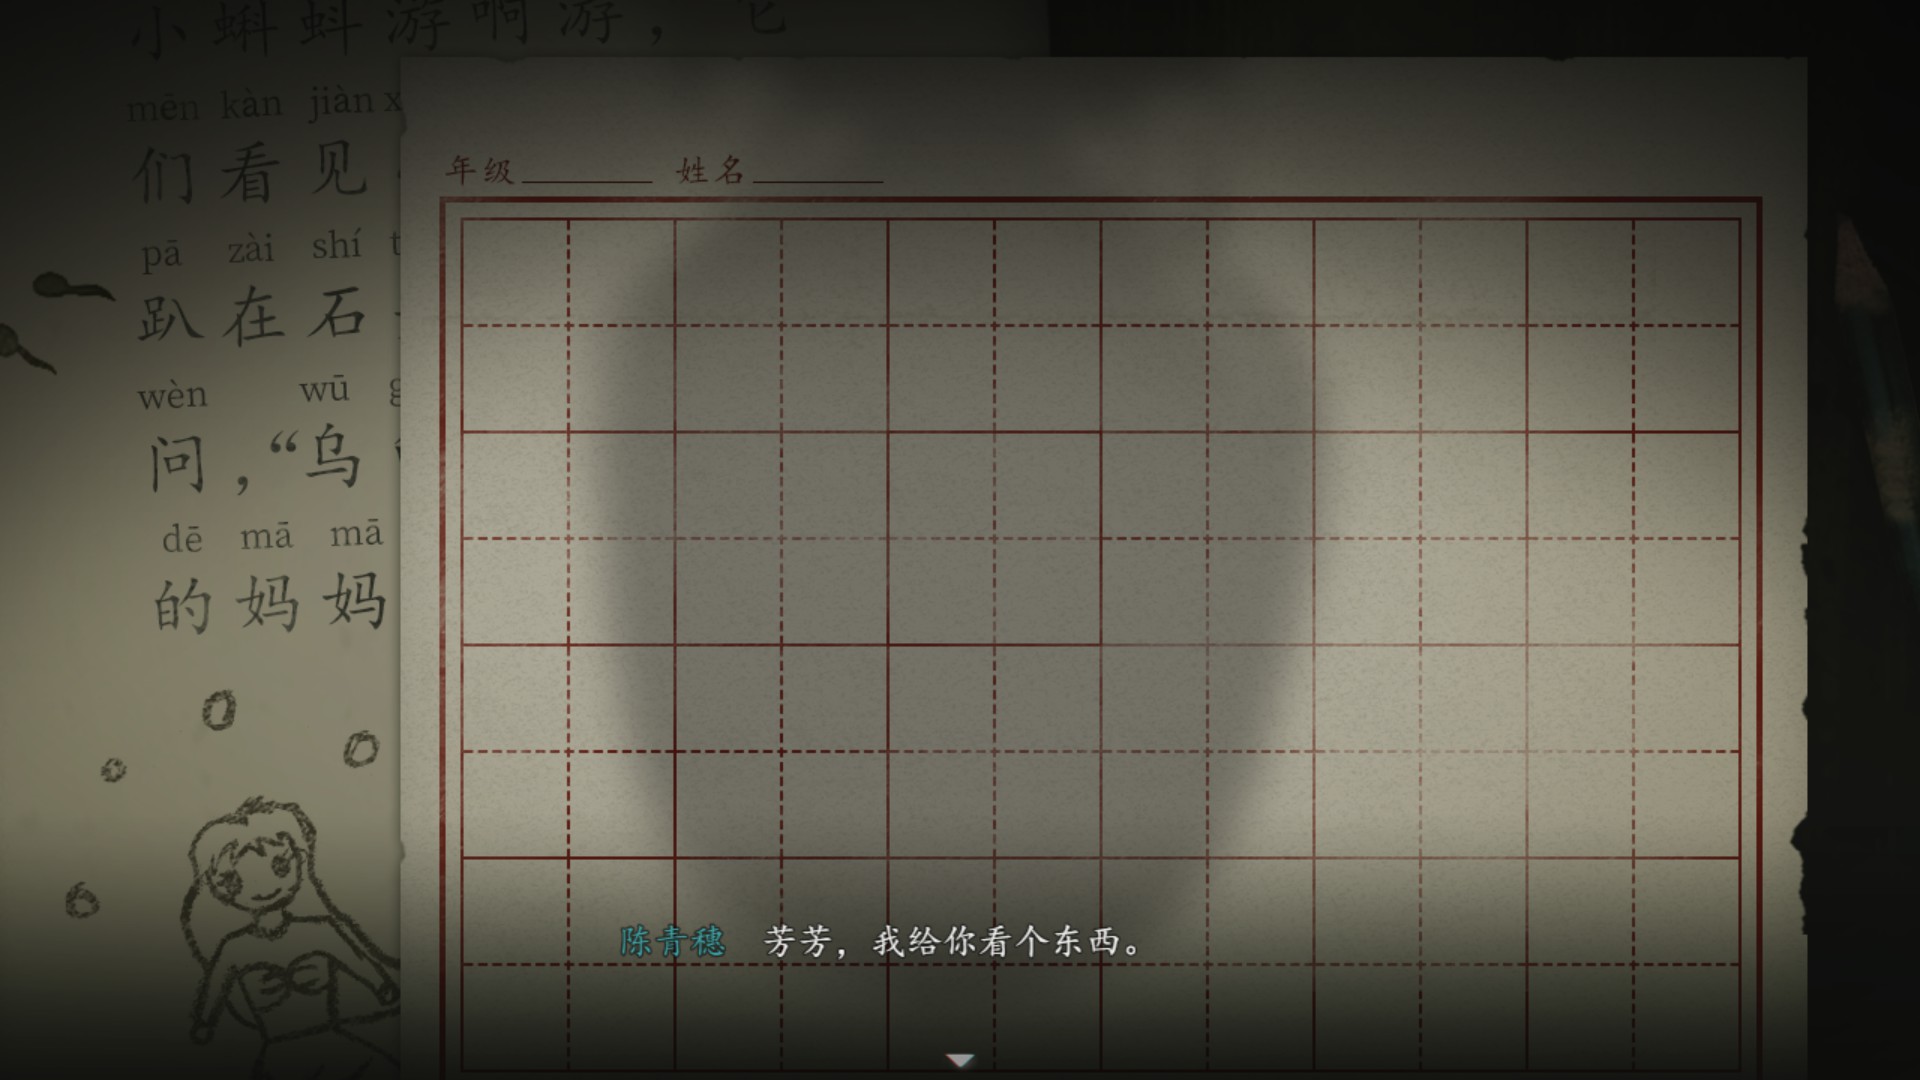 小蝌蚪游啊游，它
mēn kàn jiàn x
们看见
pā zài shí t
趴在石
wèn wū g
问，“乌
dē mā mā
的妈妈
年级 姓名
陈青穗 芳芳，我给你看个东西。